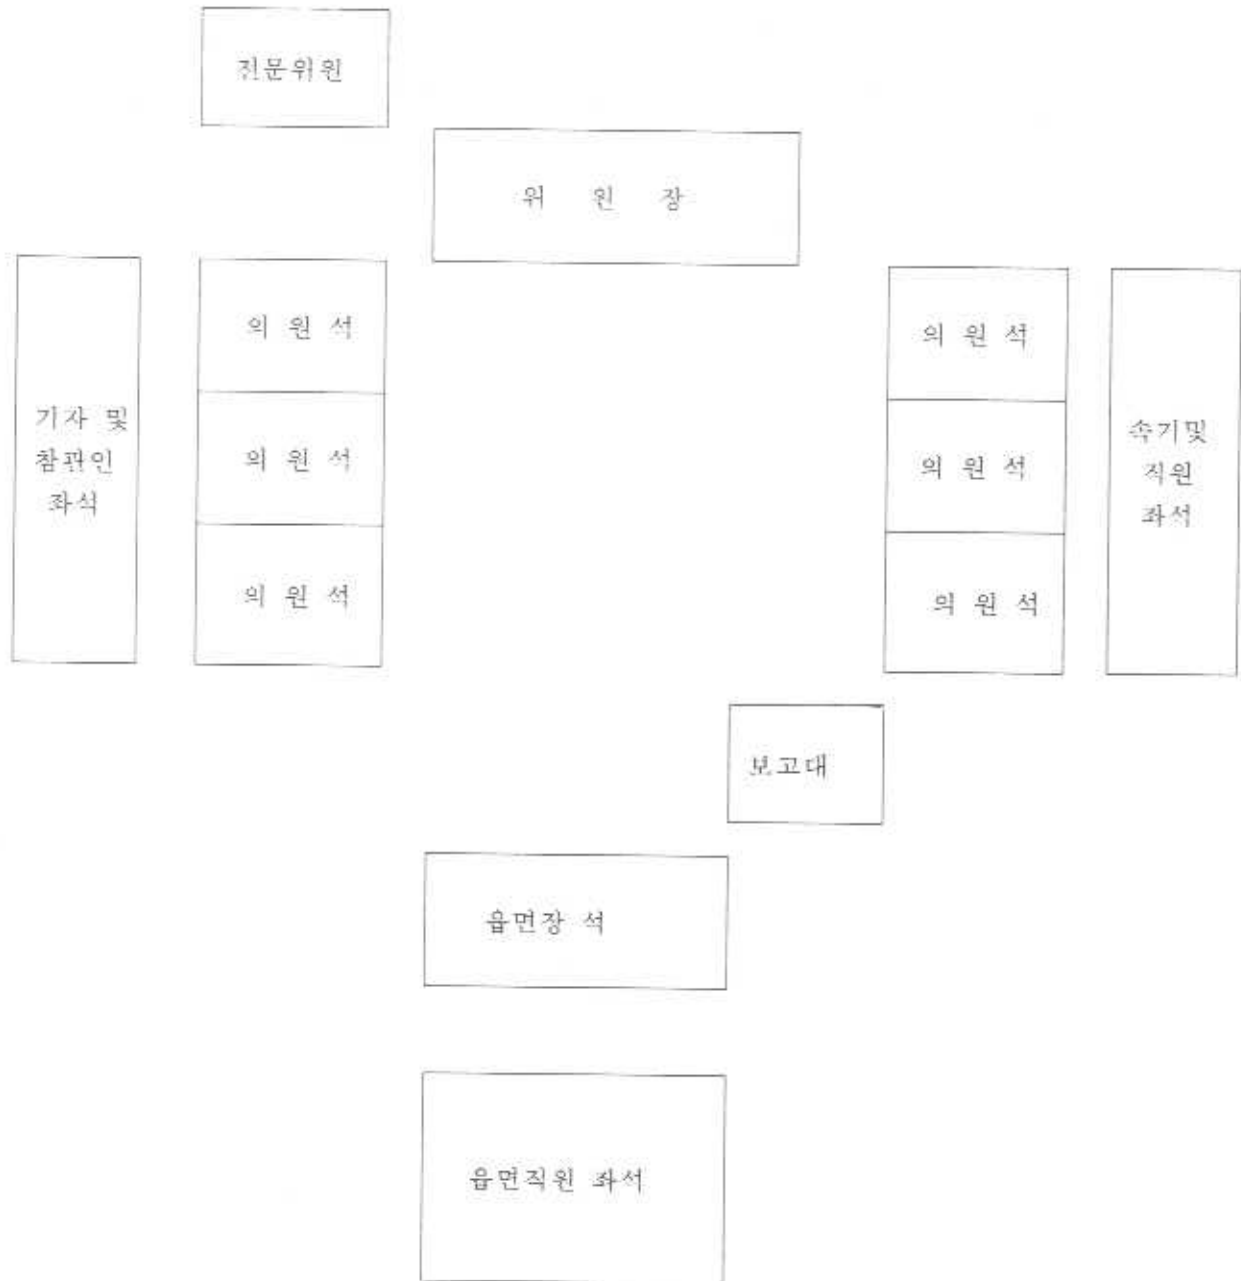 전문위원
위 원 장
의 원 석
의 원 석
의 원 석
의 원 석
의 원 석
의 원 석
기자 및
참관인
좌석
속기및
직원
좌석
보고대
읍면장 석
읍면직원 좌석